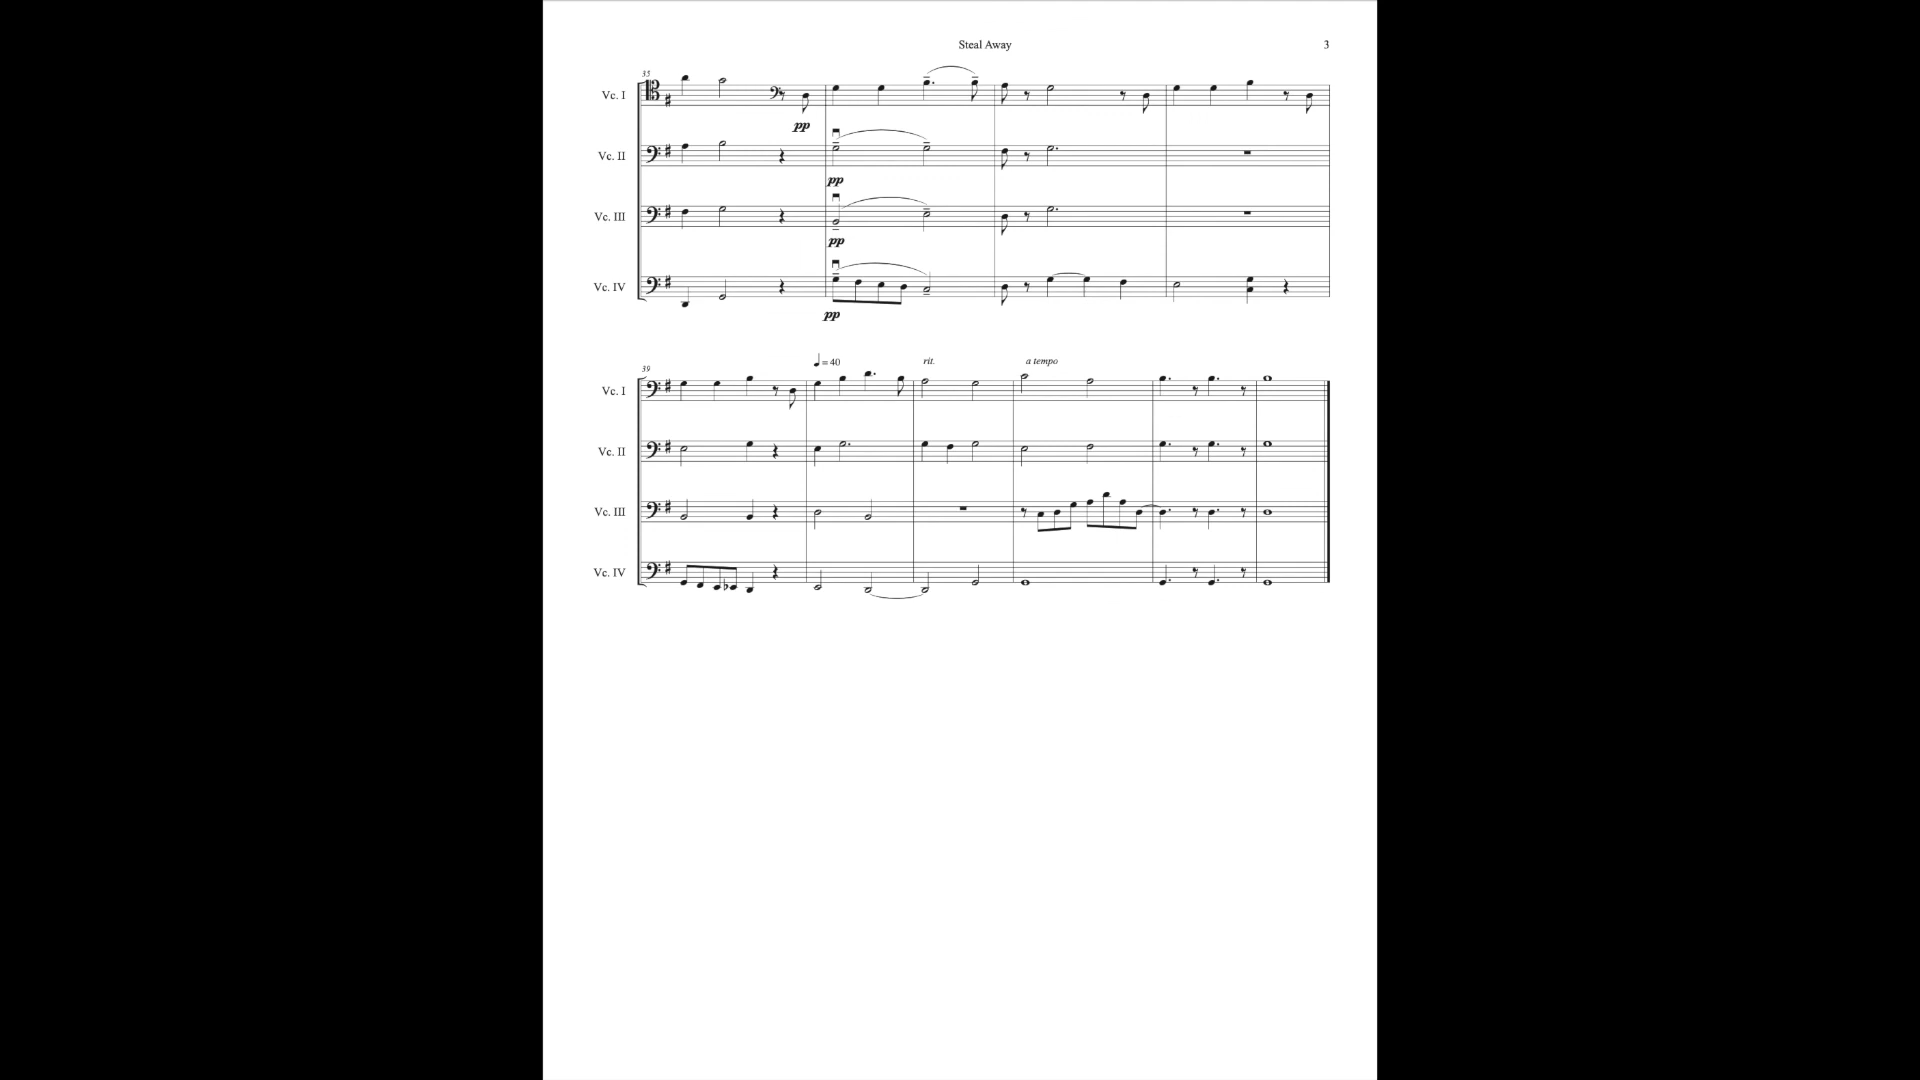 Steal Away 3
35
Vc. I
pp
Vc. II
pp
Vc. III
pp
Vc. IV
pp
39 = 40 rit. a tempo
Vc. I
Vc. II
Vc. III
Vc. IV